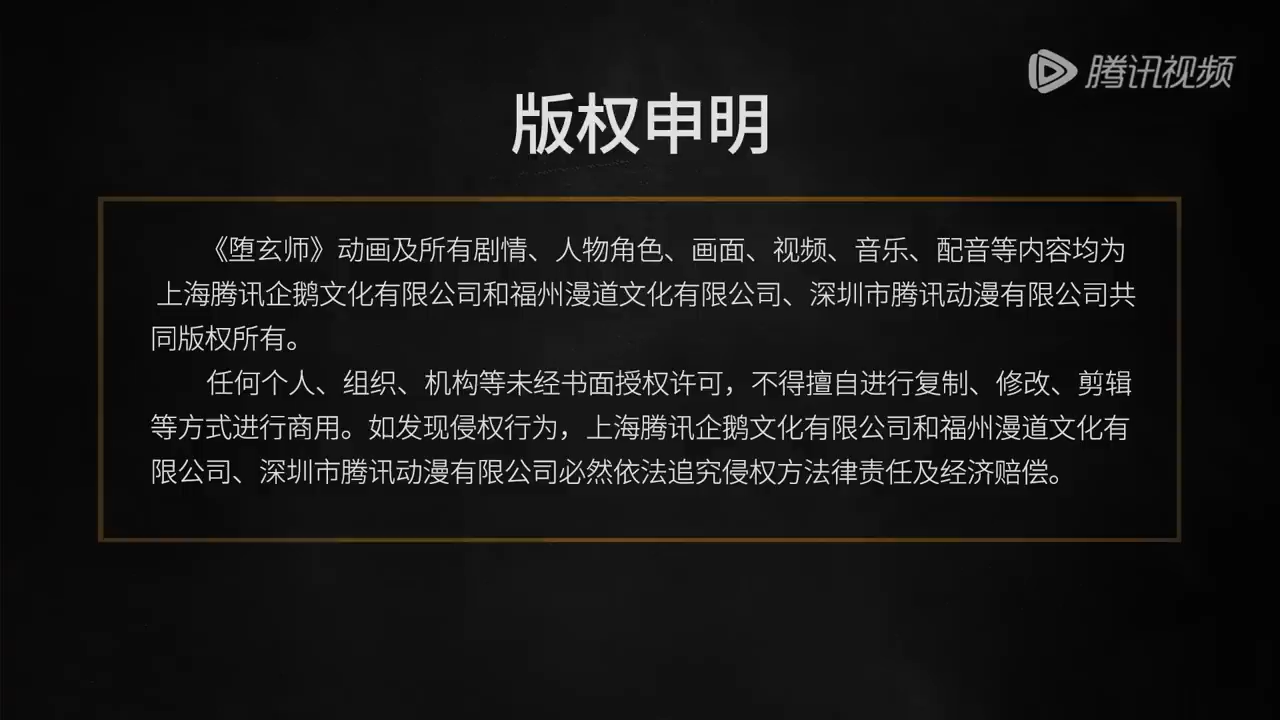 腾讯视频
版权申明
《堕玄师》动画及所有剧情、人物角色、画面、视频、音乐、配音等内容均为
上海腾讯企鹅文化有限公司和福州漫道文化有限公司、深圳市腾讯动漫有限公司共
同版权所有。
任何个人、组织、机构等未经书面授权许可，不得擅自进行复制、修改、剪辑
等方式进行商用。如发现侵权行为，上海腾讯企鹅文化有限公司和福州漫道文化有
限公司、深圳市腾讯动漫有限公司必然依法追究侵权方法律责任及经济赔偿。